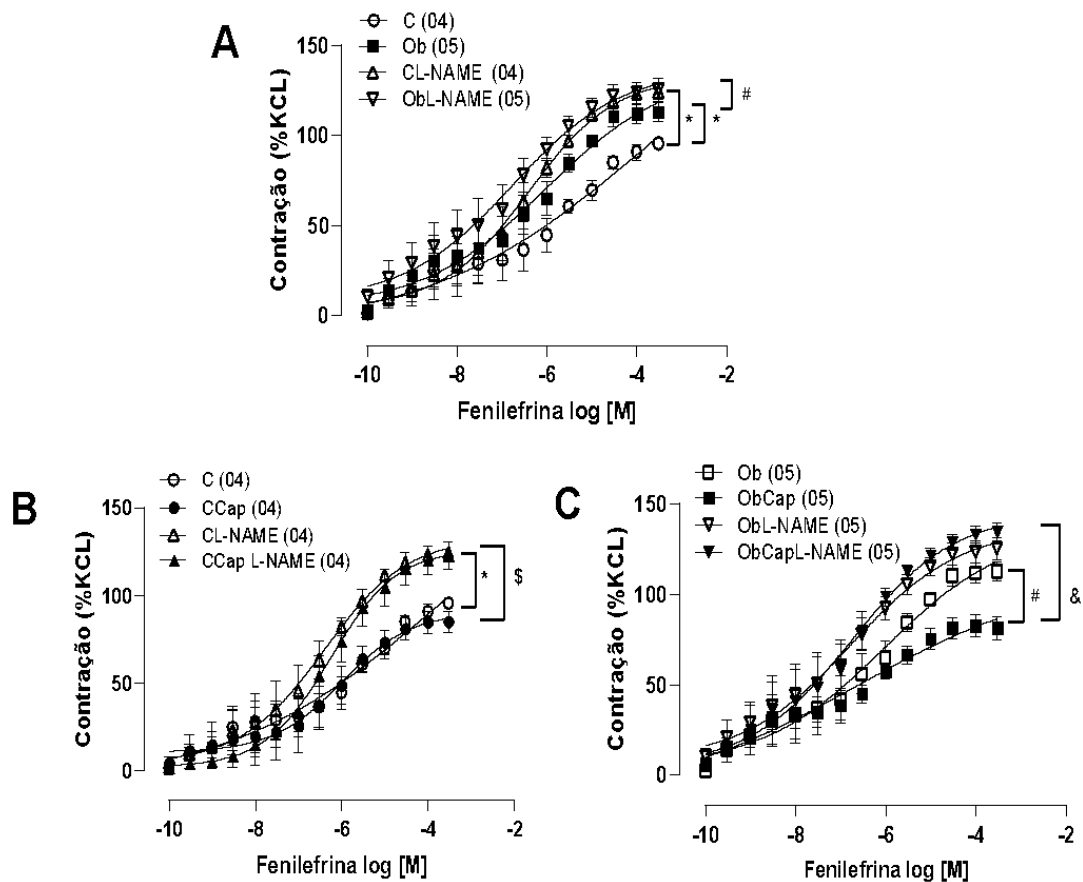 A
C (04)
Ob (05)
CL-NAME (04)
ObL-NAME (05)
Contração (%KCL)
150
100
50
0
* * #
-10 -8 -6 -4 -2
Fenilefrina log [M]
B
C (04)
CCap (04)
CL-NAME (04)
CCap L-NAME (04)
Contração (%KCL)
150
100
50
0
* $
-10 -8 -6 -4 -2
Fenilefrina log [M]
C
Ob (05)
ObCap (05)
ObL-NAME (05)
ObCapL-NAME (05)
Contração (%KCL)
150
100
50
0
# &
-10 -8 -6 -4 -2
Fenilefrina log [M]